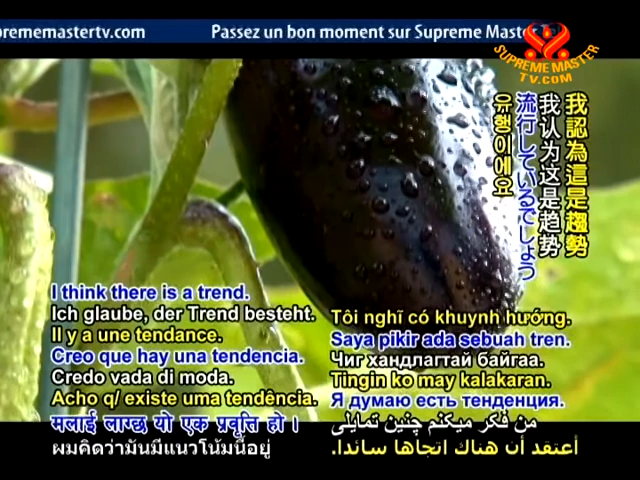 prememastertv.com
Passez un bon moment sur Supreme Master
SUPREME MASTER
TV.COM
我認為這是趨勢
我认为这是趋势
流行しているでしょう
유행이에요
I think there is a trend.
Ich glaube, der Trend besteht.
Il y a une tendance.
Creo que hay una tendencia.
Credo vada di moda.
Acho q/ existe uma tendência.
मलाई लाग्छ यो एक प्रवृत्ति हो ।
ผมคิดว่ามันมีแนวโน้มนี้อยู่
Tôi nghĩ có khuynh hướng.
Saya pikir ada sebuah tren.
Чиг хандлагтай байгаа.
Tingin ko may kalakaran.
Я думаю есть тенденция.
من فکر میکنم چنین تمایلی
أعتقد أن هناك اتجاها سائدا.